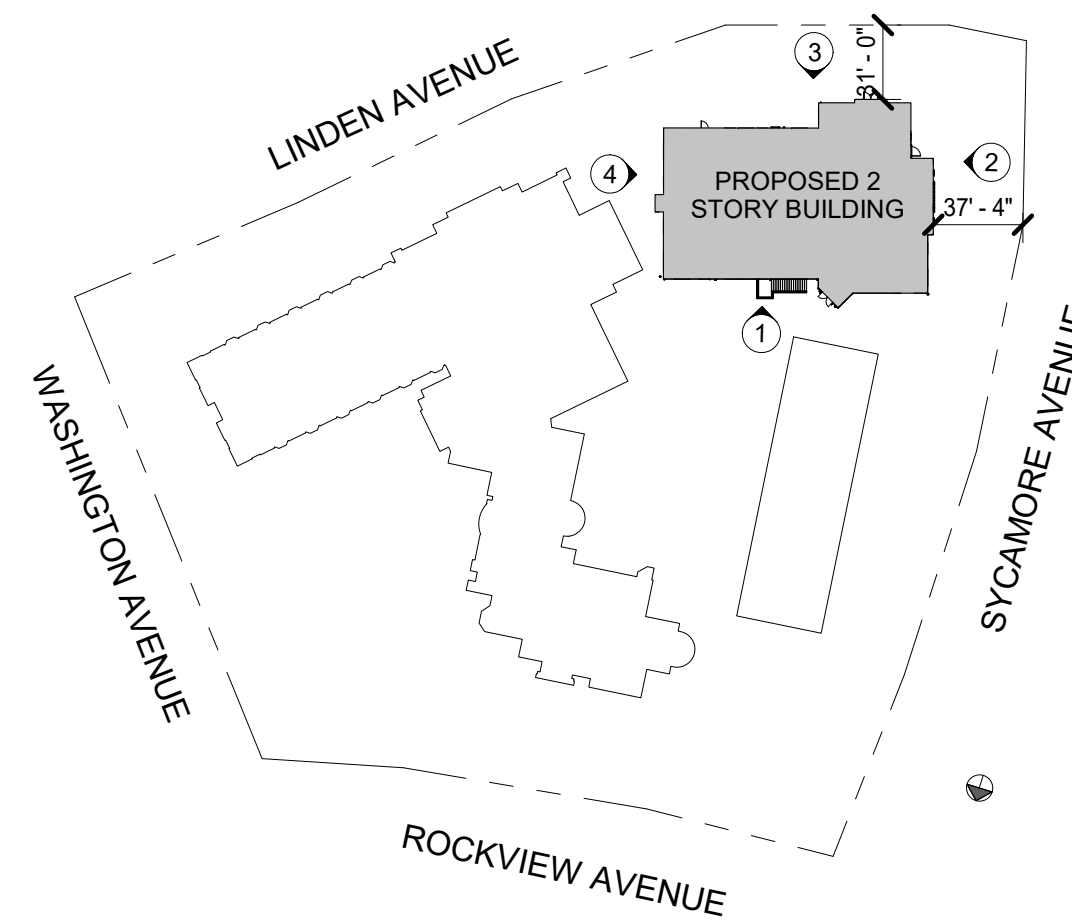 LINDEN AVENUE
3
31' - 0"
4
PROPOSED 2
STORY BUILDING
2
37' - 4"
1
WASHINGTON AVENUE
SYCAMORE AVENUE
ROCKVIEW AVENUE